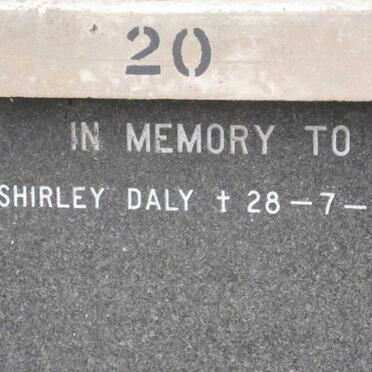 20
IN MEMORY TO
SHIRLEY DALY † 28-7-